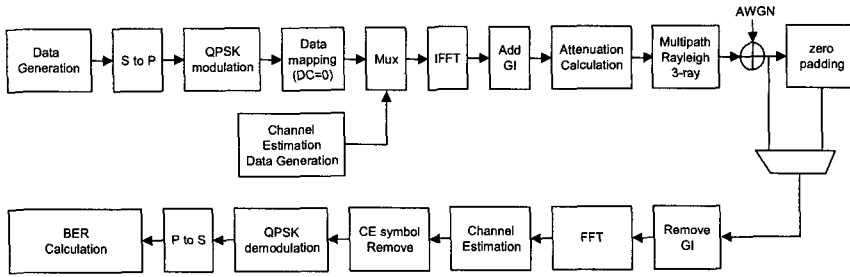 AWGN
Data
Generation
S to P
QPSK
modulation
Data
mapping
(DC=0)
Mux
IFFT
Add
GI
Attenuation
Calculation
Multipath
Rayleigh
3-ray
zero
padding
Channel
Estimation
Data Generation
BER
Calculation
P to S
QPSK
demodulation
CE symbol
Remove
Channel
Estimation
FFT
Remove
GI